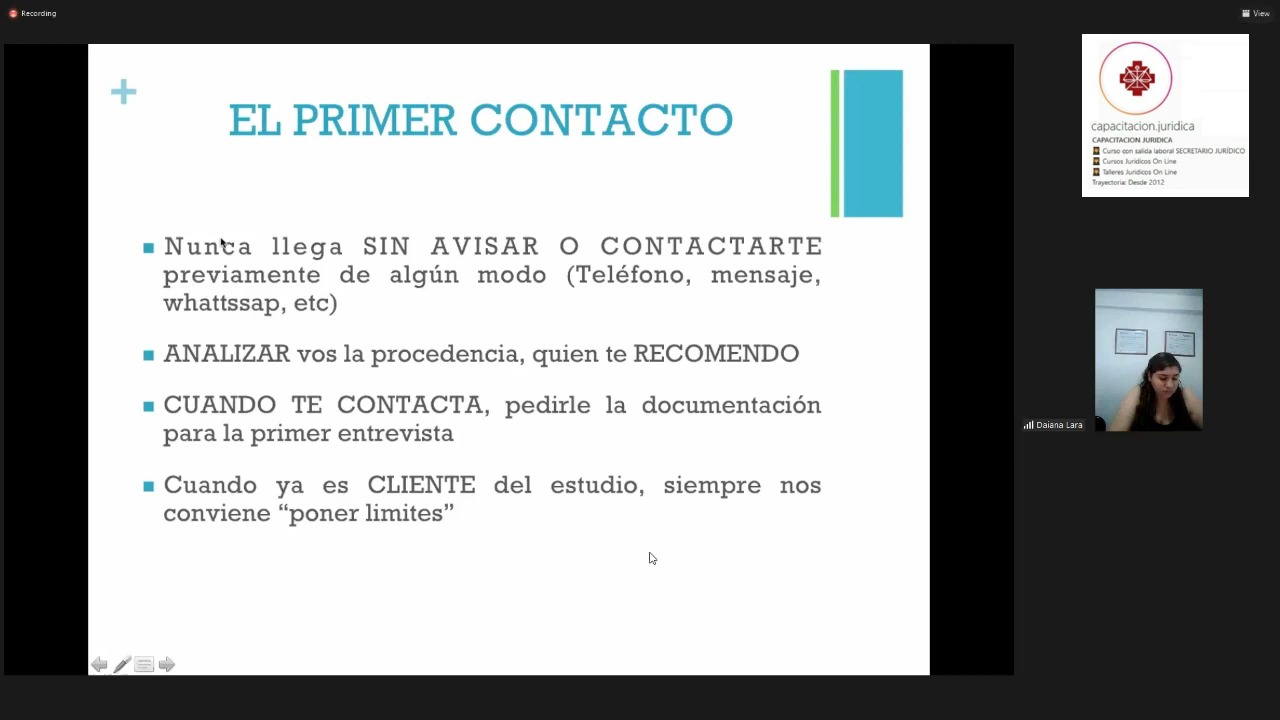 Recording
View
EL PRIMER CONTACTO
Nunca llega SIN AVISAR O CONTACTARTE
previamente de algún modo (Teléfono, mensaje,
whattssap, etc)
ANALIZAR vos la procedencia, quien te RECOMENDO
CUANDO TE CONTACTA, pedirle la documentación
para la primer entrevista
Cuando ya es CLIENTE del estudio, siempre nos
conviene “poner limites”
capacitacion.juridica
CAPACITACION JURIDICA
Curso con salida laboral SECRETARIO JURÍDICO
Cursos Juridicos On Line
Talleres Juridicos On Line
Trayectoria: Desde 2012
Daiana Lara